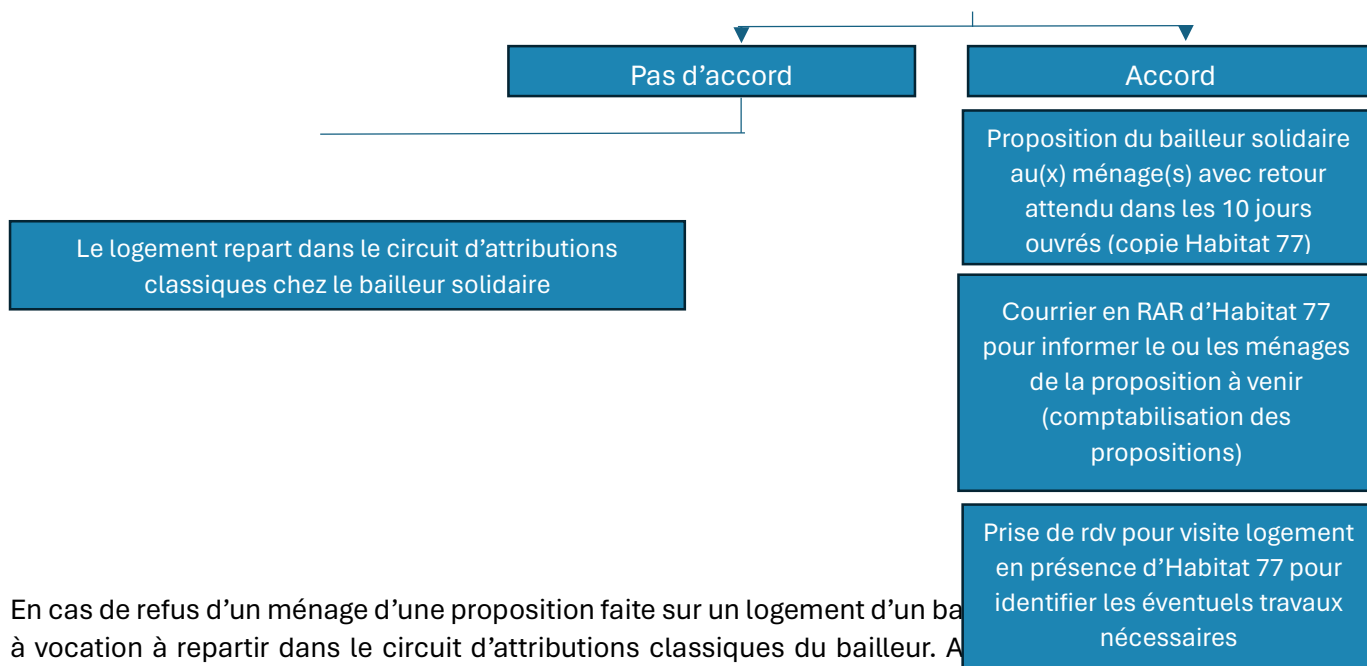 Pas d’accord
Accord
Proposition du bailleur solidaire
au(x) ménage(s) avec retour
attendu dans les 10 jours
ouvrés (copie Habitat 77)
Le logement repart dans le circuit d’attributions
classiques chez le bailleur solidaire
Courrier en RAR d’Habitat 77
pour informer le ou les ménages
de la proposition à venir
(comptabilisation des
propositions)
Prise de rdv pour visite logement
en présence d’Habitat 77 pour
identifier les éventuels travaux
nécessaires
En cas de refus d’un ménage d’une proposition faite sur un logement d’un
à vocation à repartir dans le circuit d’attributions classiques du bailleur.